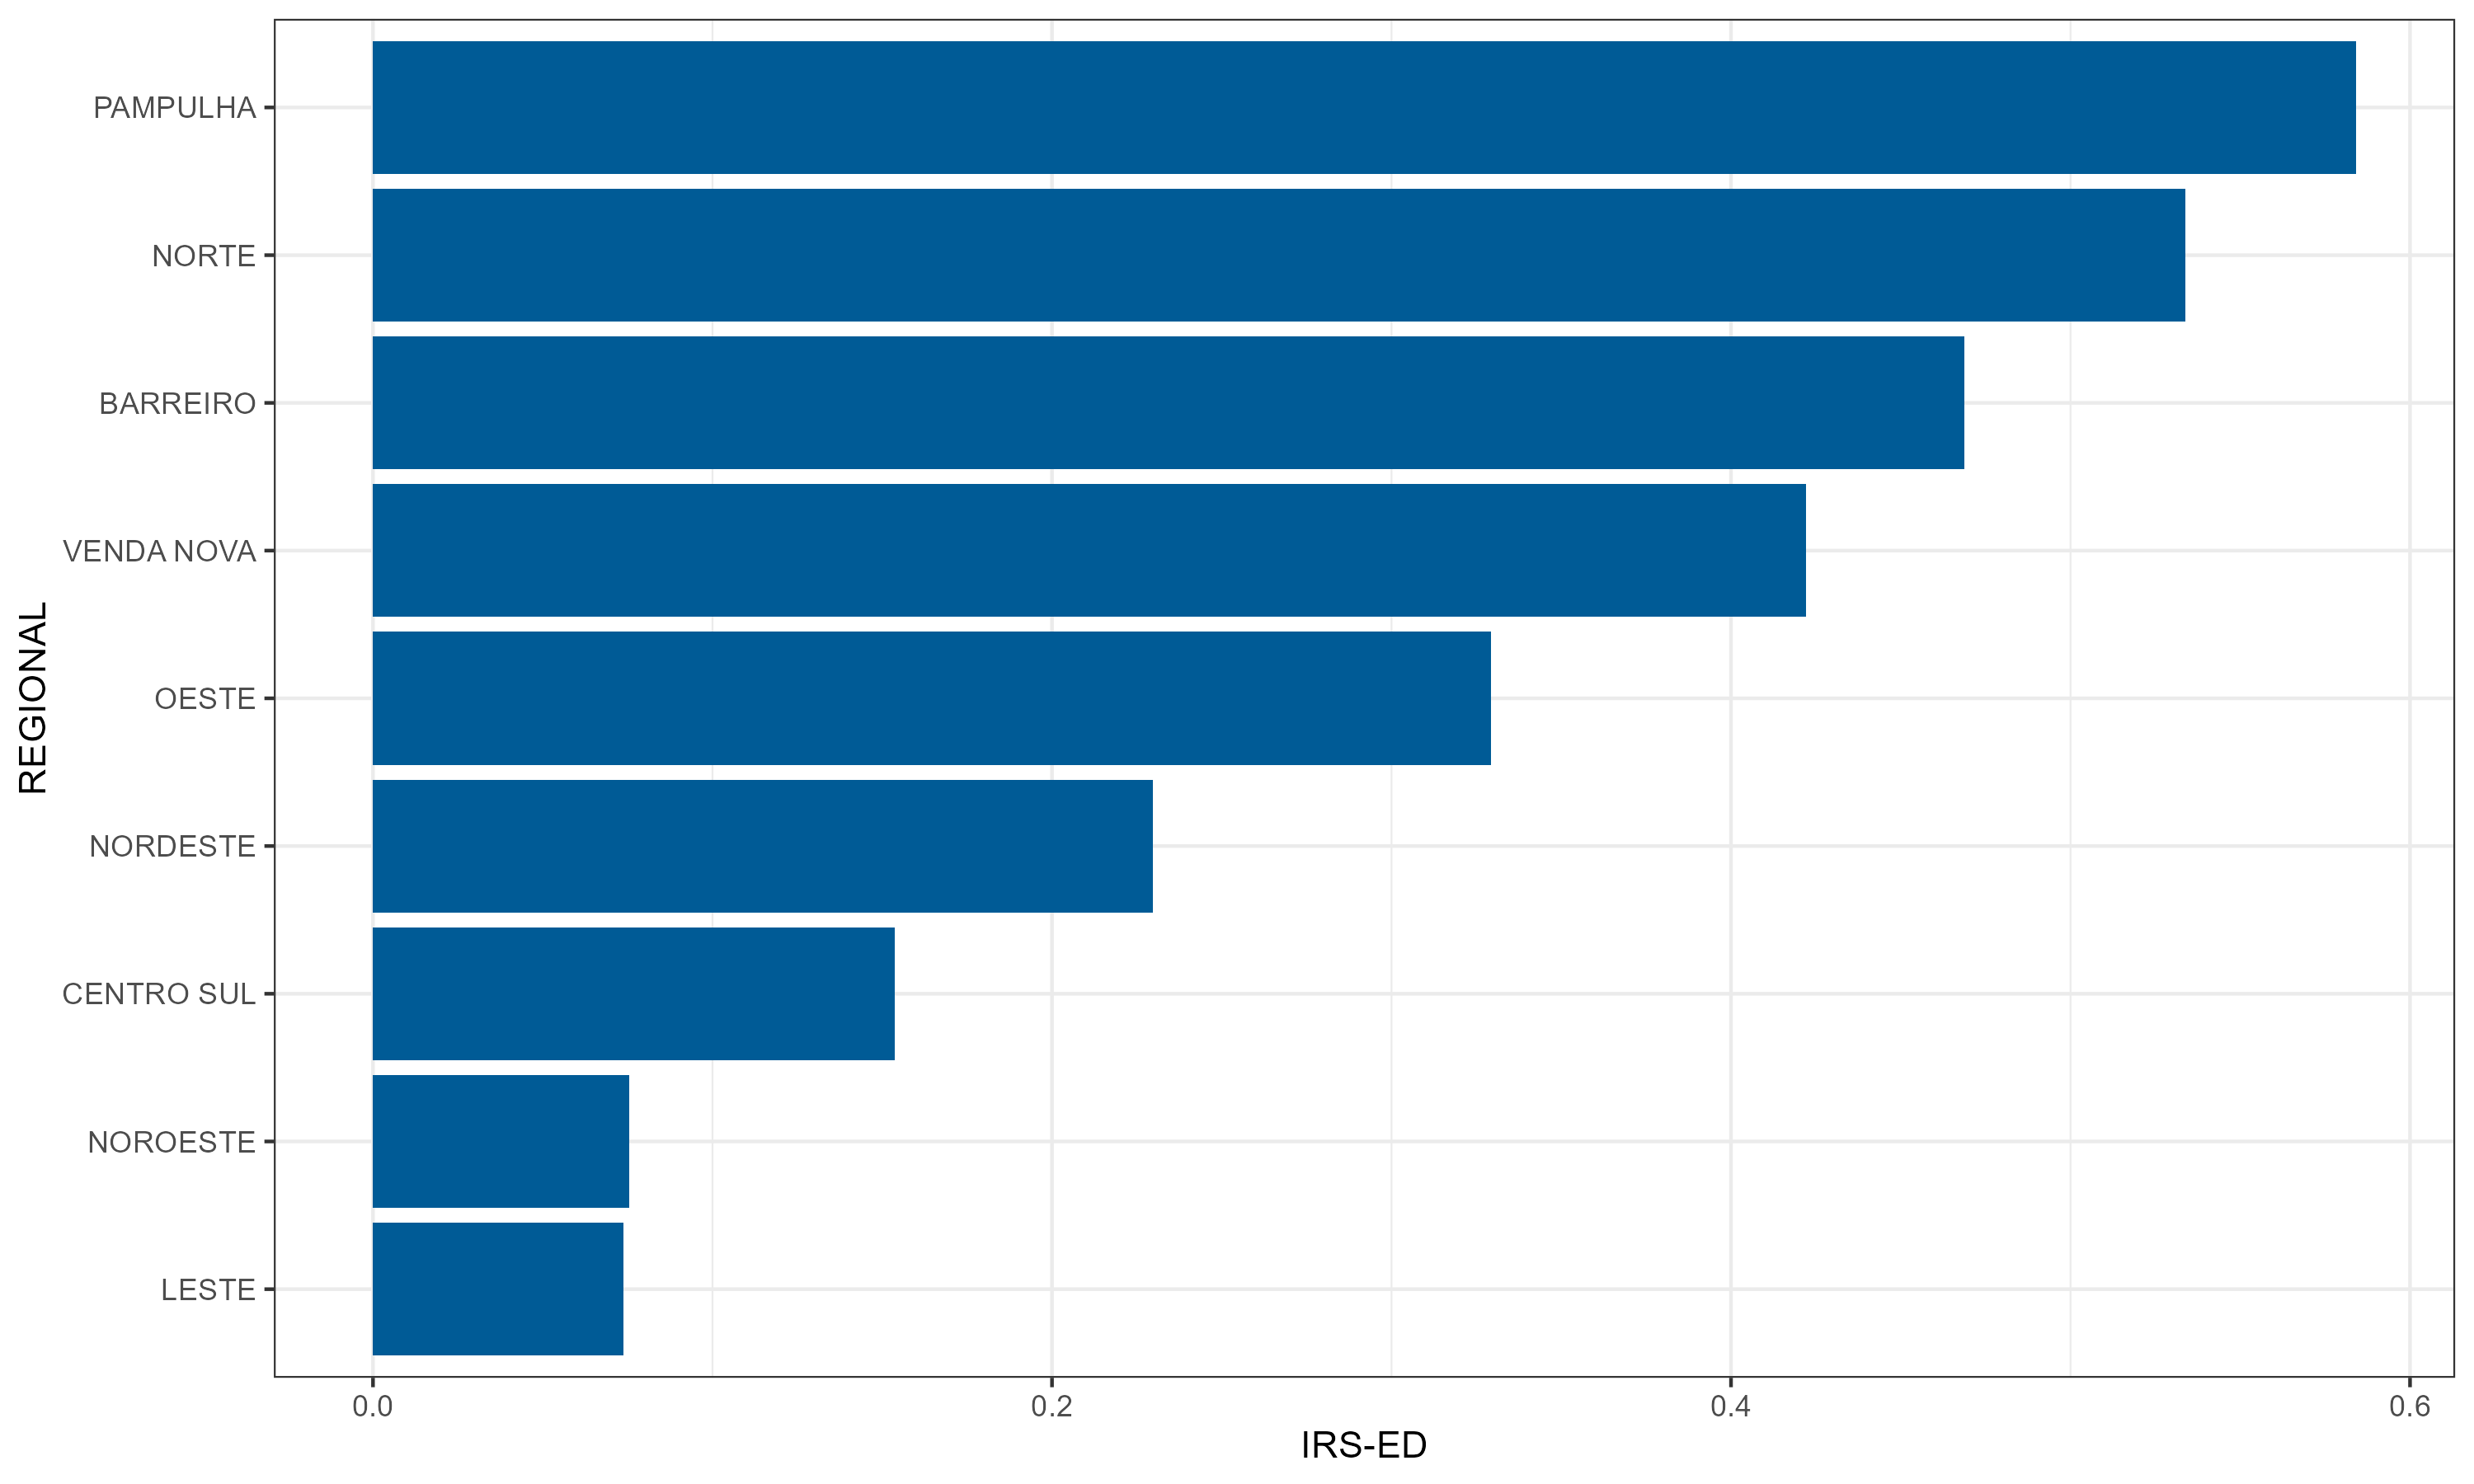 PAMPULHA
NORTE
BARREIRO
VENDA NOVA
OESTE
NORDESTE
CENTRO SUL
NOROESTE
LESTE
REGIONAL
0.0 0.2 0.4 0.6
IRS-ED